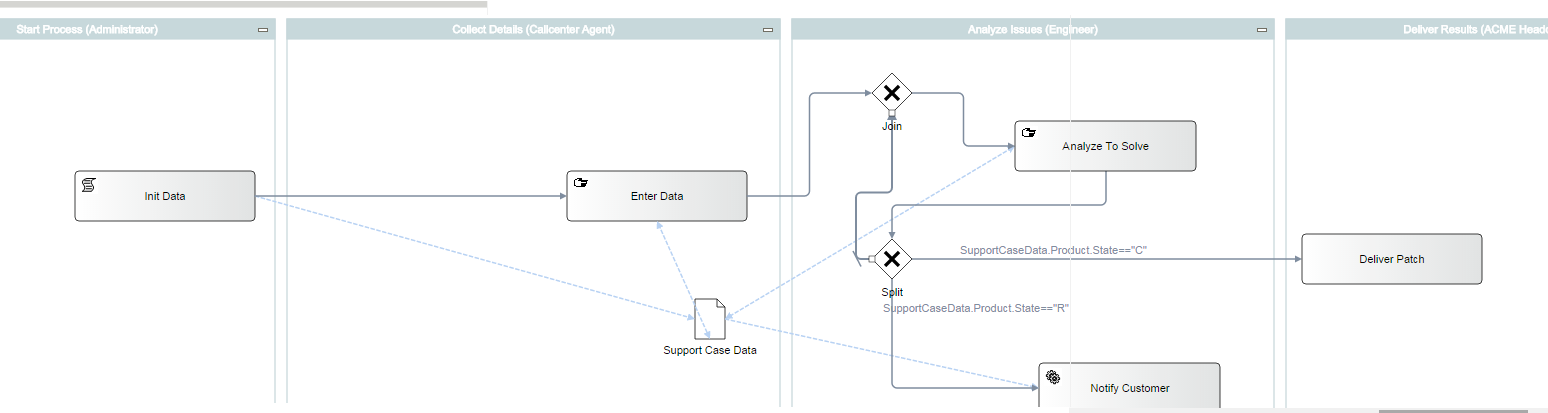 Start Process (Administrator)
Collect Details (Callcenter Agent)
Analyze Issues (Engineer)
Deliver Results (ACME
Join
Analyze To Solve
Init Data
Enter Data
SupportCaseData.Product.State=="C"
Deliver Patch
Split
SupportCaseData.Product.State=="R"
Support Case Data
Notify Customer